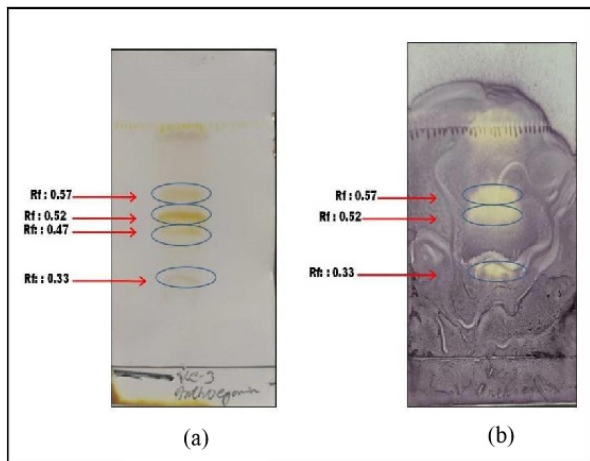 Rf : 0.57
Rf : 0.52
Rf : 0.47
Rf : 0.33
(a)
Rf : 0.57
Rf : 0.52
Rf : 0.33
(b)